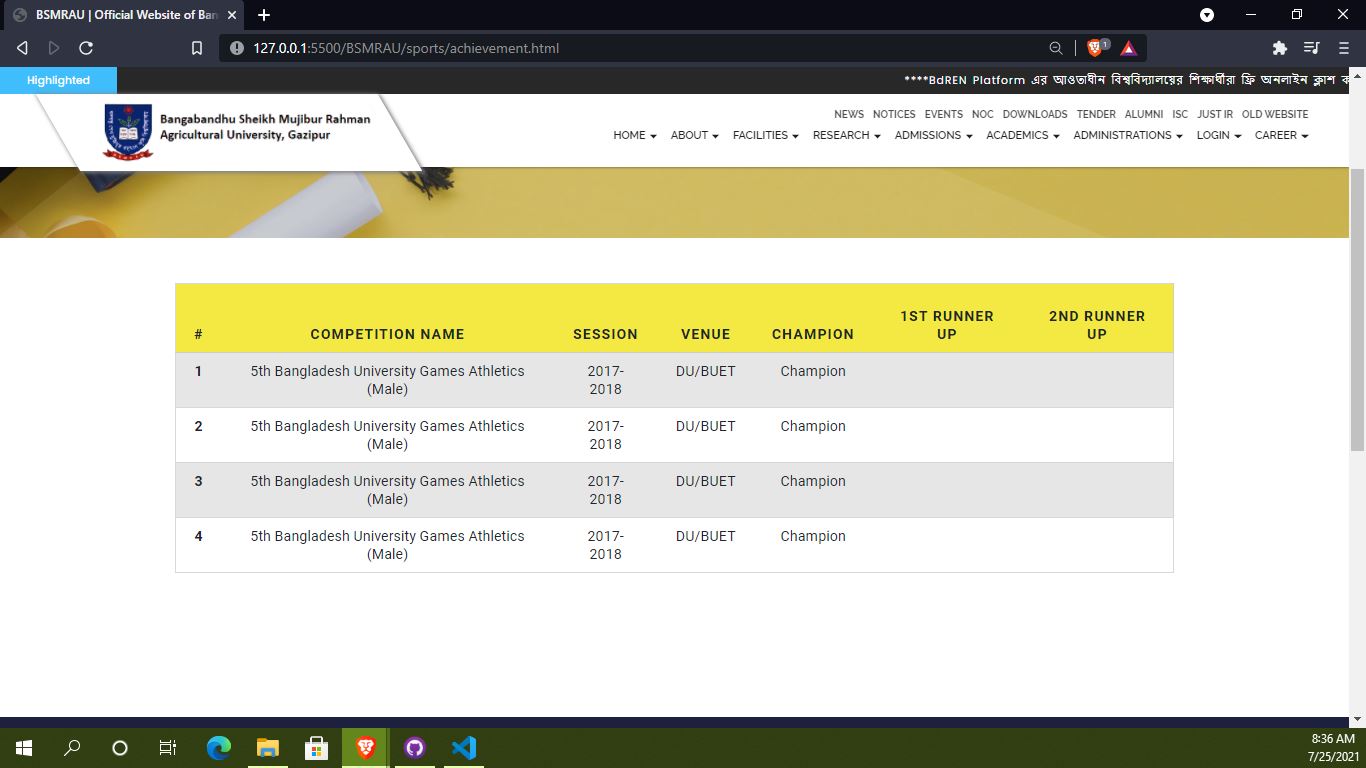 BSMRAU | Official Website of Ban
127.0.0.1:5500/BSMRAU/sports/achievement.html
1
Highlighted
****BdREN Platform এর আওতাধীন বিশ্ববিদ্যালয়ের শিক্ষার্থীরা ফ্রি অনলাইন ক্লাশ ক
Bangabandhu Sheikh Mujibur Rahman
Agricultural University, Gazipur
NEWS NOTICES EVENTS NOC DOWNLOADS TENDER ALUMNI ISC JUST IR OLD WEBSITE
HOME ABOUT FACILITIES RESEARCH ADMISSIONS ACADEMICS ADMINISTRATIONS LOGIN CAREER
# COMPETITION NAME SESSION VENUE CHAMPION 1ST RUNNER UP 2ND RUNNER UP
1 5th Bangladesh University Games Athletics (Male) 2017-2018 DU/BUET Champion
2 5th Bangladesh University Games Athletics (Male) 2017-2018 DU/BUET Champion
3 5th Bangladesh University Games Athletics (Male) 2017-2018 DU/BUET Champion
4 5th Bangladesh University Games Athletics (Male) 2017-2018 DU/BUET Champion
8:36 AM
7/25/2021